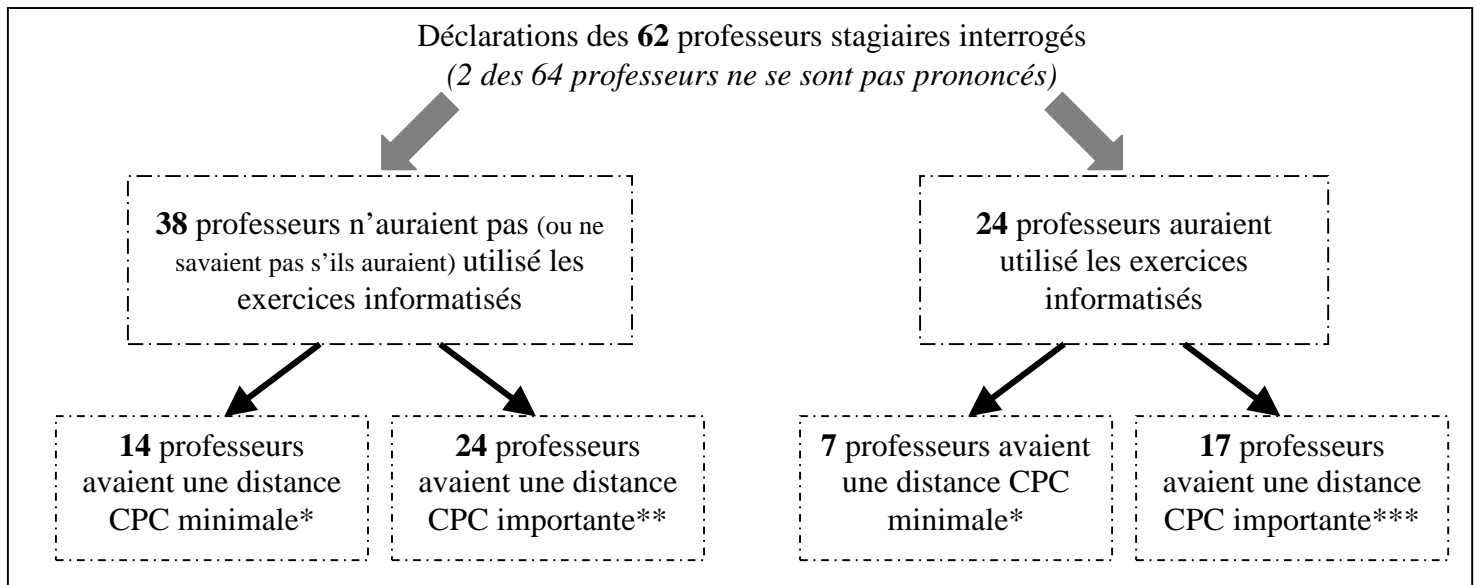 Déclarations des 62 professeurs stagiaires interrogés
(2 des 64 professeurs ne se sont pas prononcés)
38 professeurs n’auraient pas (ou ne
savaient pas s’ils auraient) utilisé les
exercices informatisés
24 professeurs auraient
utilisé les exercices
informatisés
14 professeurs
avaient une distance
CPC minimale*
24 professeurs
avaient une distance
CPC importante**
7 professeurs avaient
une distance CPC
minimale*
17 professeurs
avaient une distance
CPC importante***